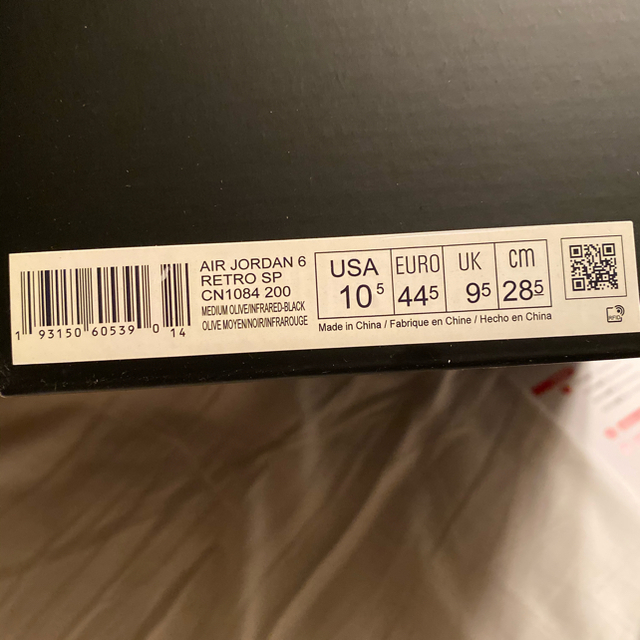 AIR JORDAN 6
RETRO SP
CN1084 200
MEDIUM OLIVE/INFRARED-BLACK
OLIVE MOYEN/NOIR/INFRAROUGE
1 93150 60539 0 14
USA EURO UK cm
10 5 44 5 9 5 28 5
Made in China / Fabrique en Chine / Hecho en China
RFID